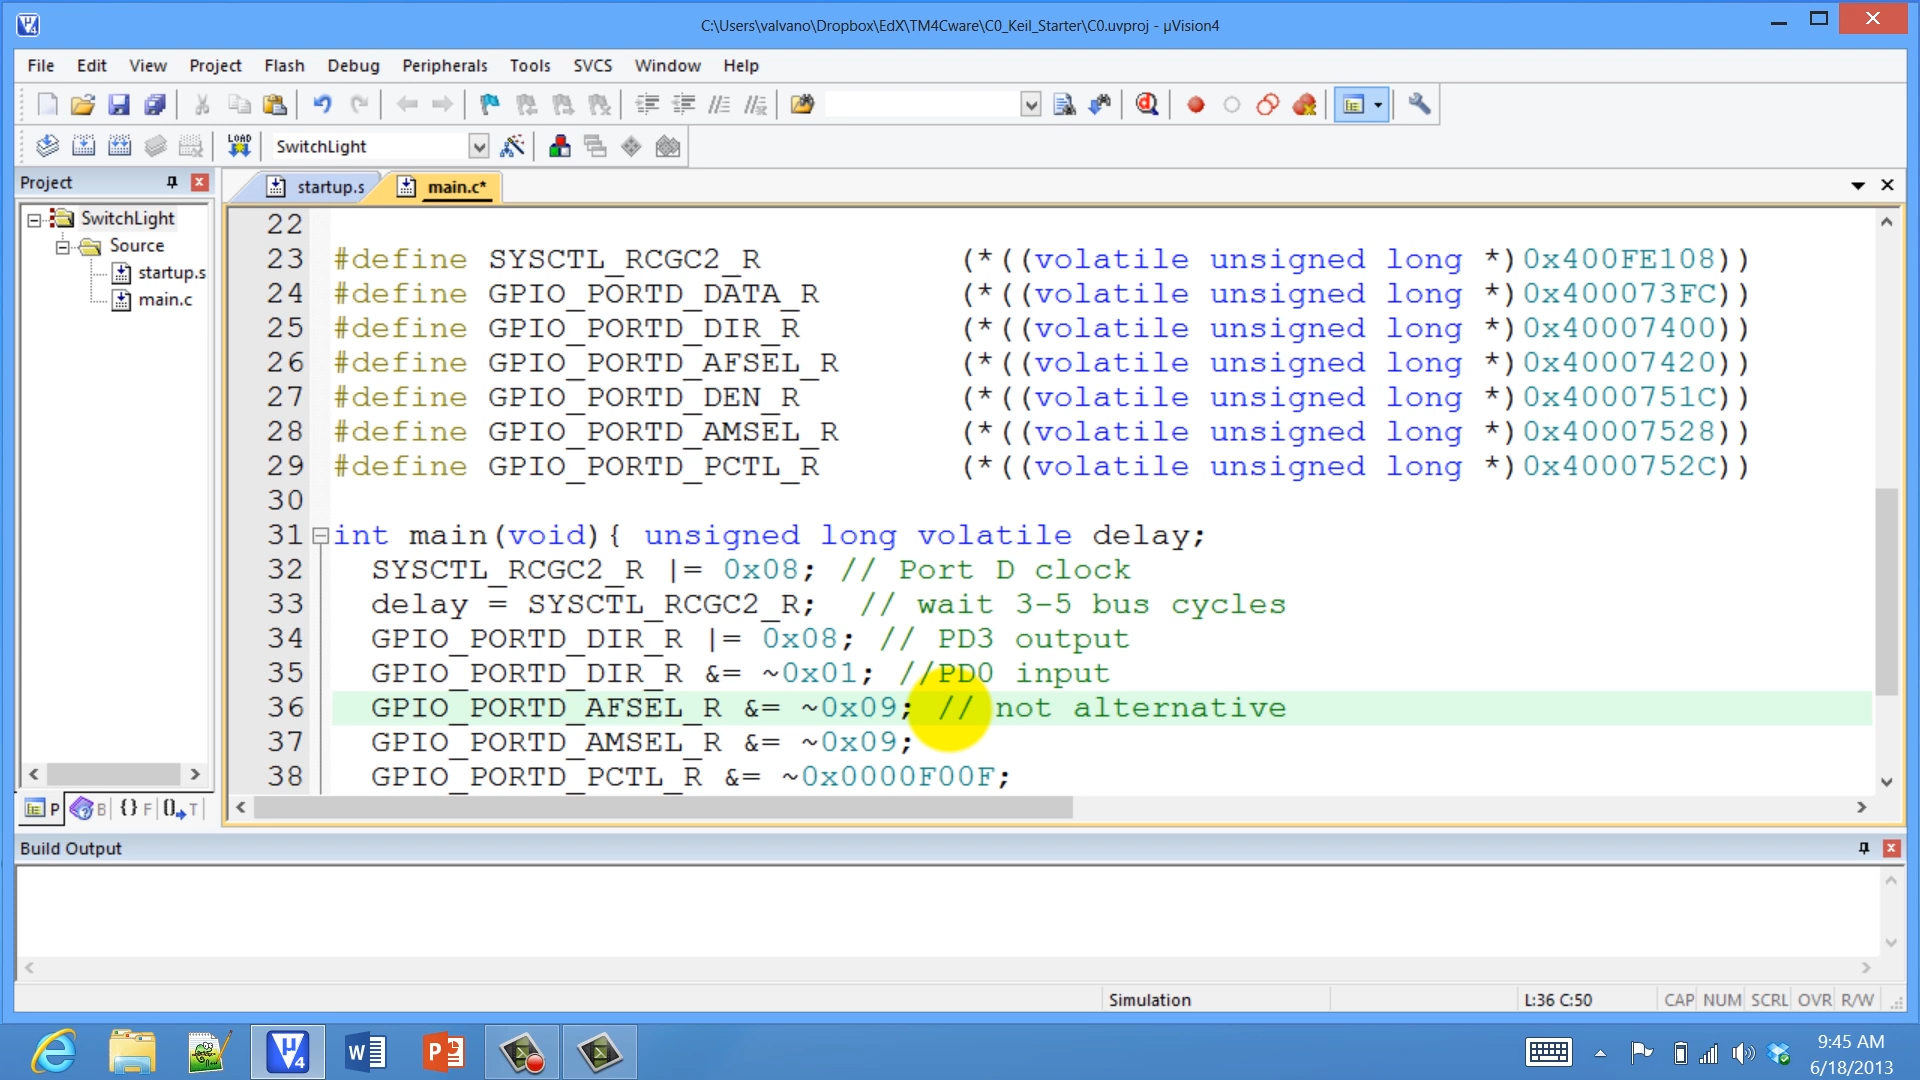 C:\Users\valvano\Dropbox\EdX\TM4Cware\C0_Keil_Starter\C0.uvproj - µVision4
File Edit View Project Flash Debug Peripherals Tools SVCS Window Help
LOAD SwitchLight
Project
startup.s main.c*
SwitchLight
Source
startup.s
main.c
22
23 #define SYSCTL_RCGC2_R (*((volatile unsigned long *)0x400FE108))
24 #define GPIO_PORTD_DATA_R (*((volatile unsigned long *)0x400073FC))
25 #define GPIO_PORTD_DIR_R (*((volatile unsigned long *)0x40007400))
26 #define GPIO_PORTD_AFSEL_R (*((volatile unsigned long *)0x40007420))
27 #define GPIO_PORTD_DEN_R (*((volatile unsigned long *)0x4000751C))
28 #define GPIO_PORTD_AMSEL_R (*((volatile unsigned long *)0x40007528))
29 #define GPIO_PORTD_PCTL_R (*((volatile unsigned long *)0x4000752C))
30
31 int main(void){ unsigned long volatile delay;
32 SYSCTL_RCGC2_R |= 0x08; // Port D clock
33 delay = SYSCTL_RCGC2_R; // wait 3-5 bus cycles
34 GPIO_PORTD_DIR_R |= 0x08; // PD3 output
35 GPIO_PORTD_DIR_R &= ~0x01; //PD0 input
36 GPIO_PORTD_AFSEL_R &= ~0x09; // not alternative
37 GPIO_PORTD_AMSEL_R &= ~0x09;
38 GPIO_PORTD_PCTL_R &= ~0x0000F00F;
P B {} F T
Build Output
Simulation L:36 C:50 CAP NUM SCRL OVR R/W
9:45 AM
6/18/2013